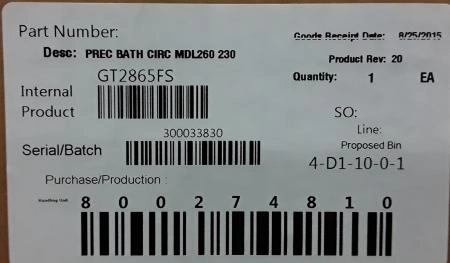 Part Number:
Goods Receipt Date: 8/25/2015
Desc: PREC BATH CIRC MDL260 230
Product Rev: 20
GT2865FS
Quantity: 1 EA
Internal
Product
SO:
300033830
Line:
Serial/Batch
Proposed Bin
4-D1-10-0-1
Purchase/Production :
Handling Unit
8 0 0 2 7 4 8 1 0